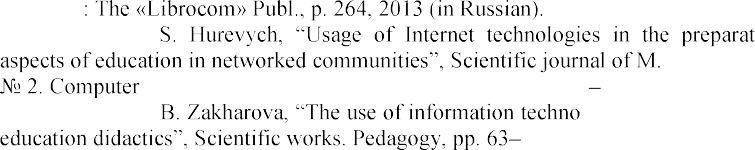 : The «Librocom» Publ., p. 264, 2013 (in Russian).
S. Hurevych, “Usage of Internet technologies in the preparat
aspects of education in networked communities”, Scientific journal of M.
№ 2. Computer –
B. Zakharova, “The use of information techno
education didactics”, Scientific works. Pedagogy, pp. 63–